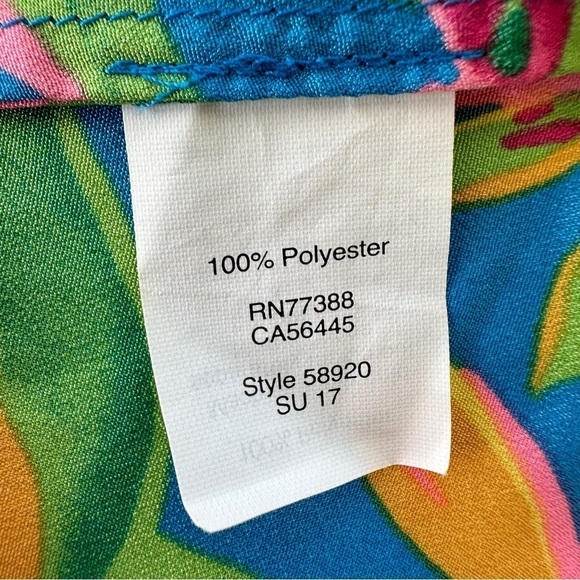 100% Polyester
RN77388
CA56445
Style 58920
SU 17